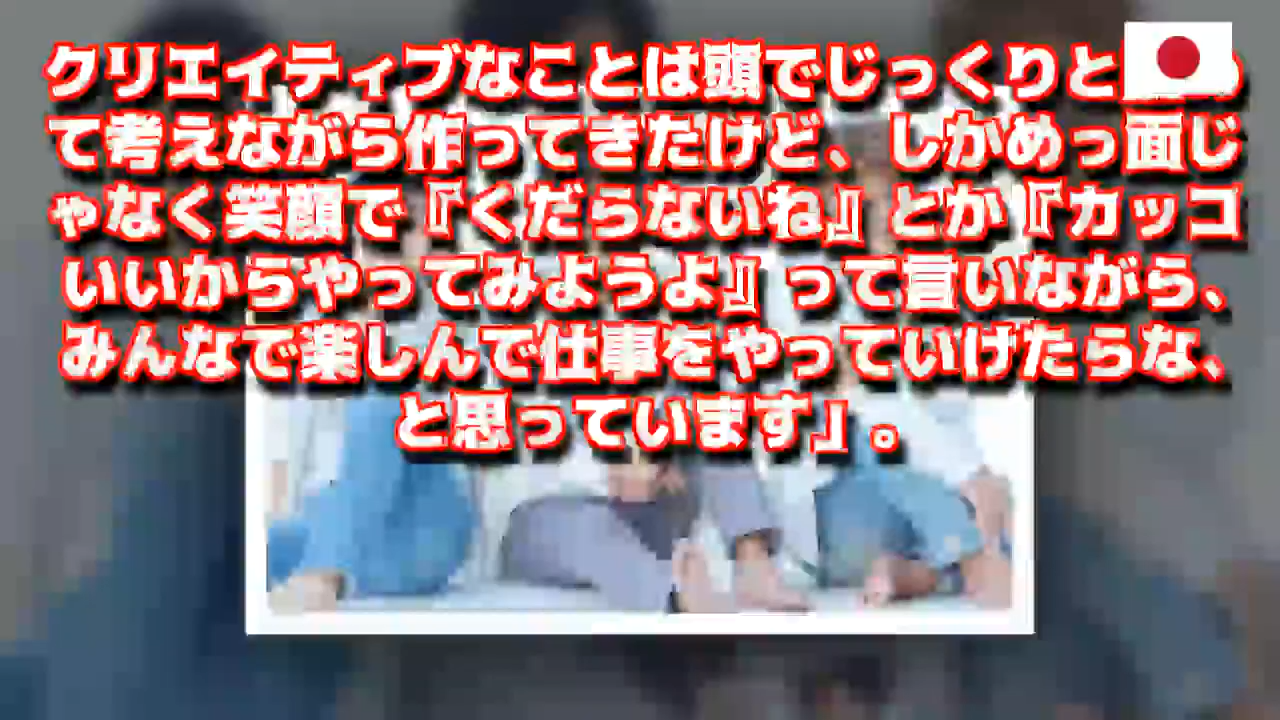 クリエイティブなことは頭でじっくりと
て考えながら作ってきたけど、しかめっ面じ
ゃなく笑顔で『くだらないね』とか『カッコ
いいからやってみようよ』って言いながら、
みんなで楽しんで仕事をやっていけたらな、
と思っています」。